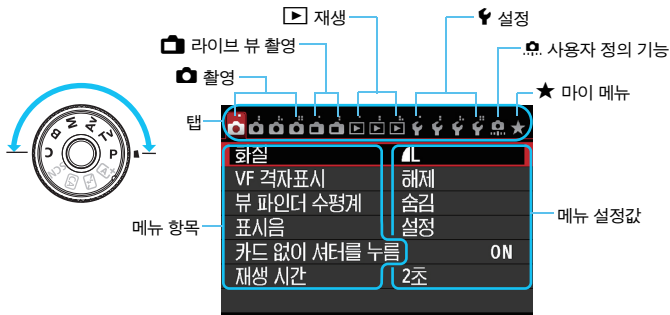 재생
설정
라이브 뷰 촬영
사용자 정의 기능
촬영
마이 메뉴
탭
화질 L
VF 격자표시 해제
뷰 파인더 수평계 숨김
표시음 설정
카드 없이 셔터를 누름 ON
재생 시간 2초
메뉴 항목
메뉴 설정값
C B M Av Tv P
SCN
A+